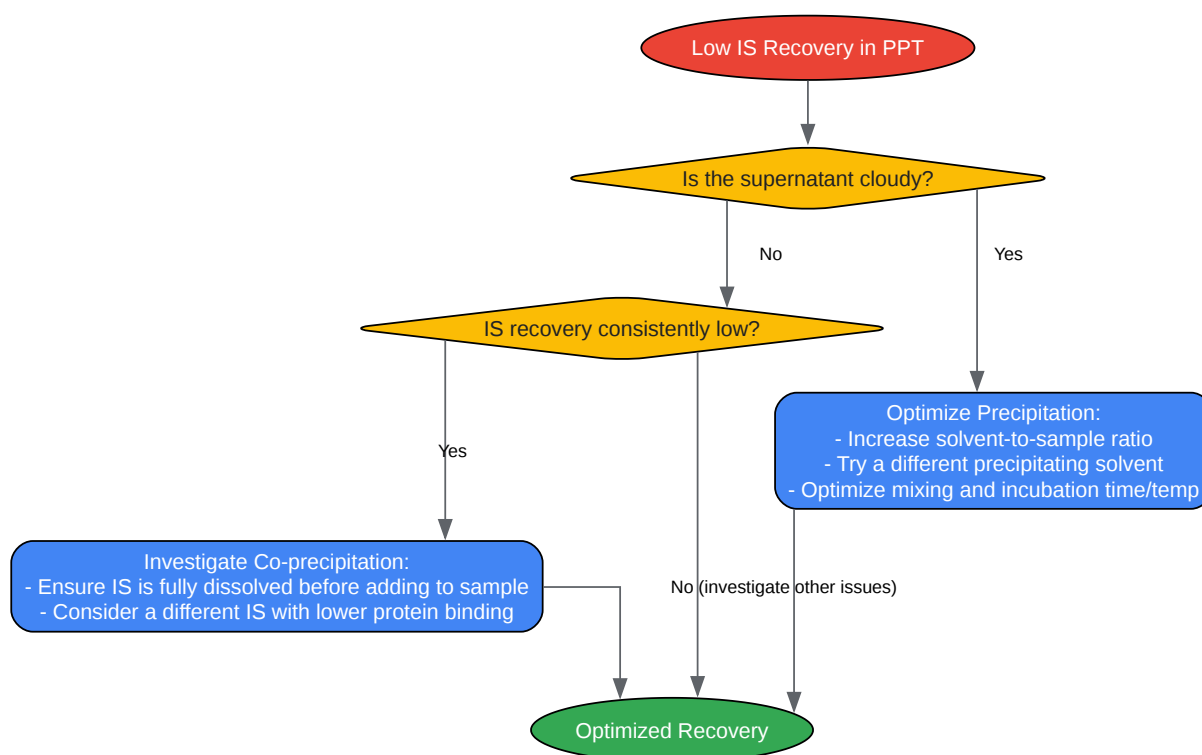 Low IS Recovery in PPT
Is the supernatant cloudy?
No
Yes
IS recovery consistently low?
Optimize Precipitation:
- Increase solvent-to-sample ratio
- Try a different precipitating solvent
- Optimize mixing and incubation time/temp
Yes
Investigate Co-precipitation:
- Ensure IS is fully dissolved before adding to sample
- Consider a different IS with lower protein binding
No (investigate other issues)
Optimized Recovery